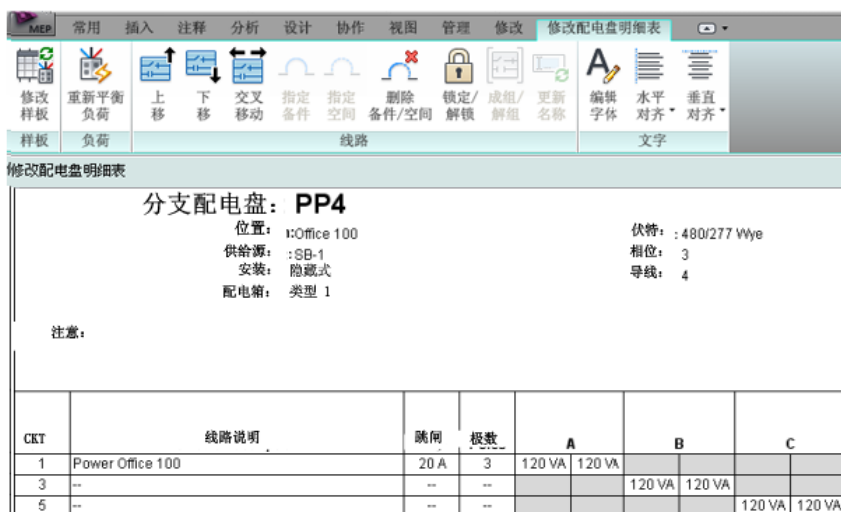 MEP 常用 插入 注释 分析 设计 协作 视图 管理 修改 修改配电盘明细表
修改 重新平衡 上 下 交叉 指定 指定 删除 锁定/ 成组/ 更新 编辑 水平 垂直
样板 负荷 移 移 移动 备件 空间 备件/空间 解锁 解组 名称 字体 对齐 对齐
样板 负荷 线路 文字
修改配电盘明细表
分支配电盘: PP4
位置: Office 100 伏特: : 480/277 Wye
供给源: :SB-1 相位: 3
安装: 隐藏式 导线: 4
配电箱: 类型 1
注意:
CKT 线路说明 跳闸 极数 A B C
1 Power Office 100 20 A 3 120 VA 120 VA
3 -- -- -- 120 VA 120 VA
5 -- -- -- 120 VA 120 VA